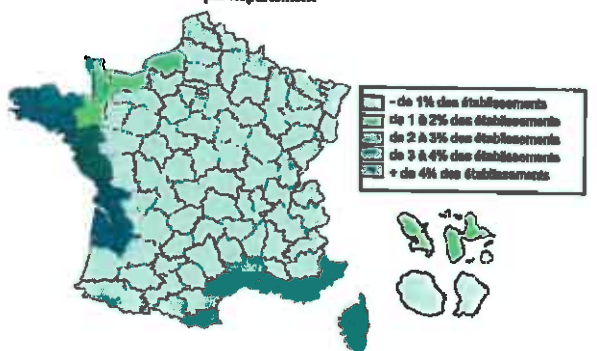 - de 1% des établissements
de 1 à 2% des établissements
de 2 à 3% des établissements
de 3 à 4% des établissements
+ de 4% des établissements